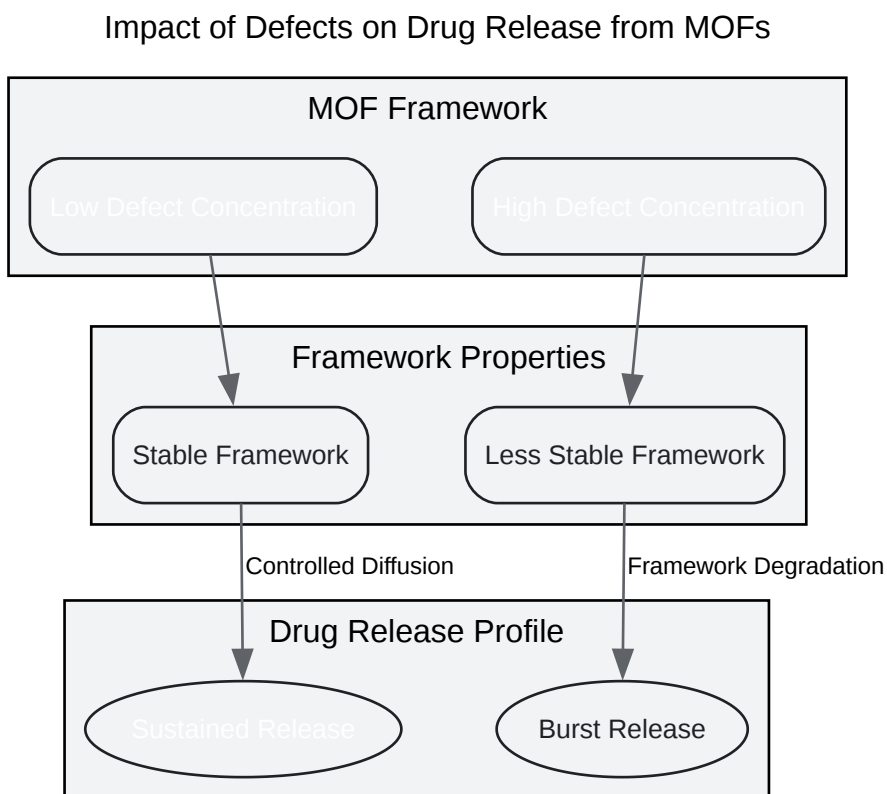 Impact of Defects on Drug Release from MOFs
MOF Framework
Low Defect Concentration
High Defect Concentration
Framework Properties
Stable Framework
Less Stable Framework
Controlled Diffusion
Framework Degradation
Drug Release Profile
Sustained Release
Burst Release